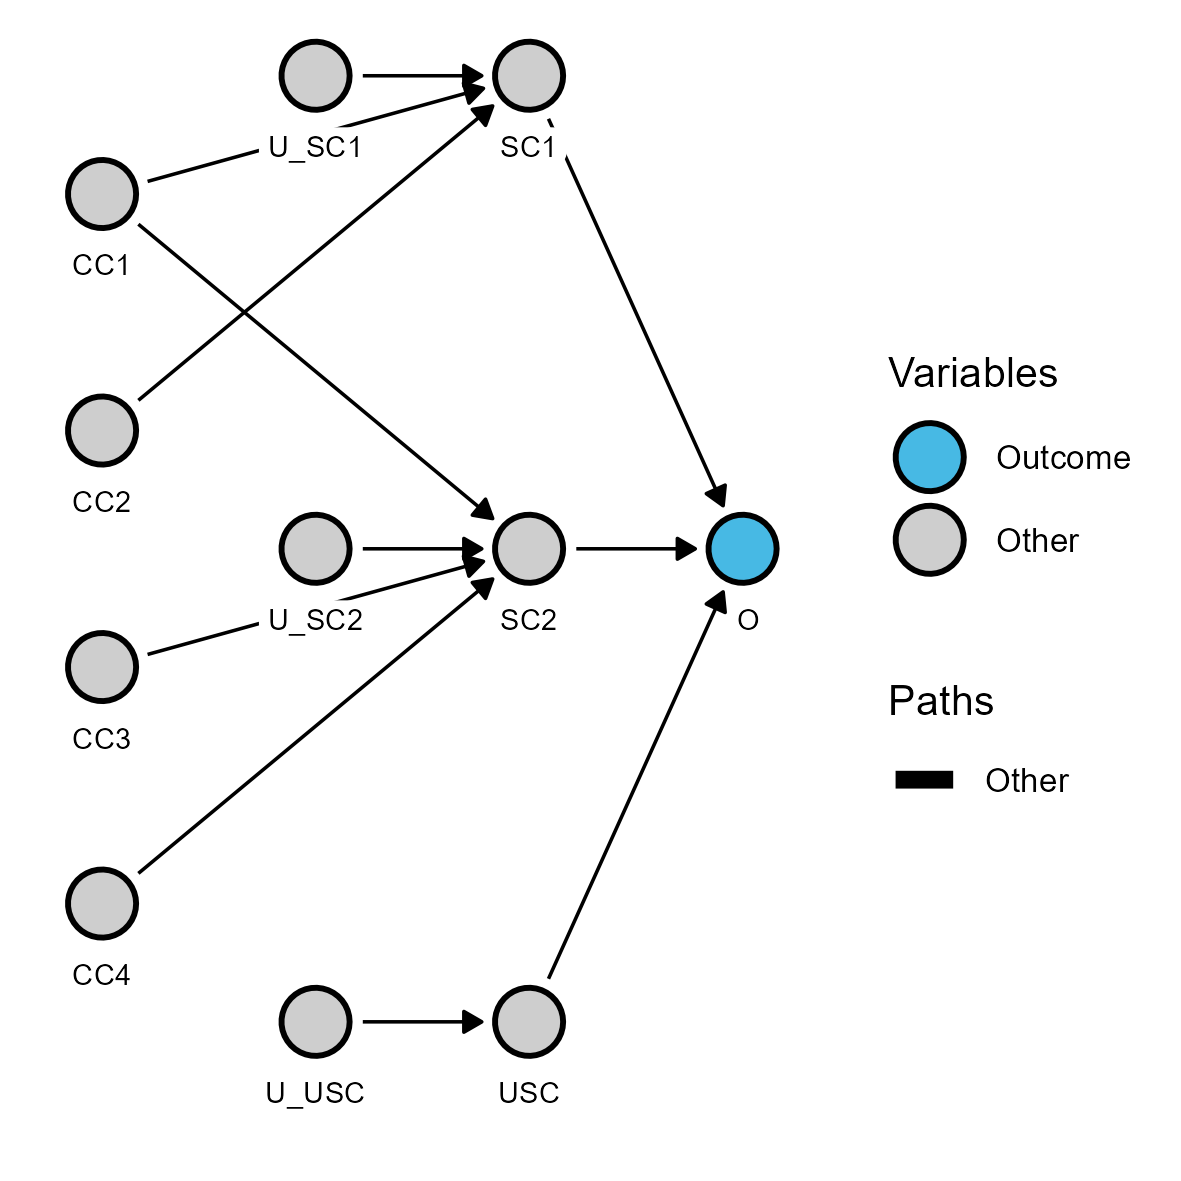 U_SC1
SC1
CC1
CC2
U_SC2
SC2
O
CC3
CC4
U_USC
USC
Variables
Outcome
Other
Paths
Other